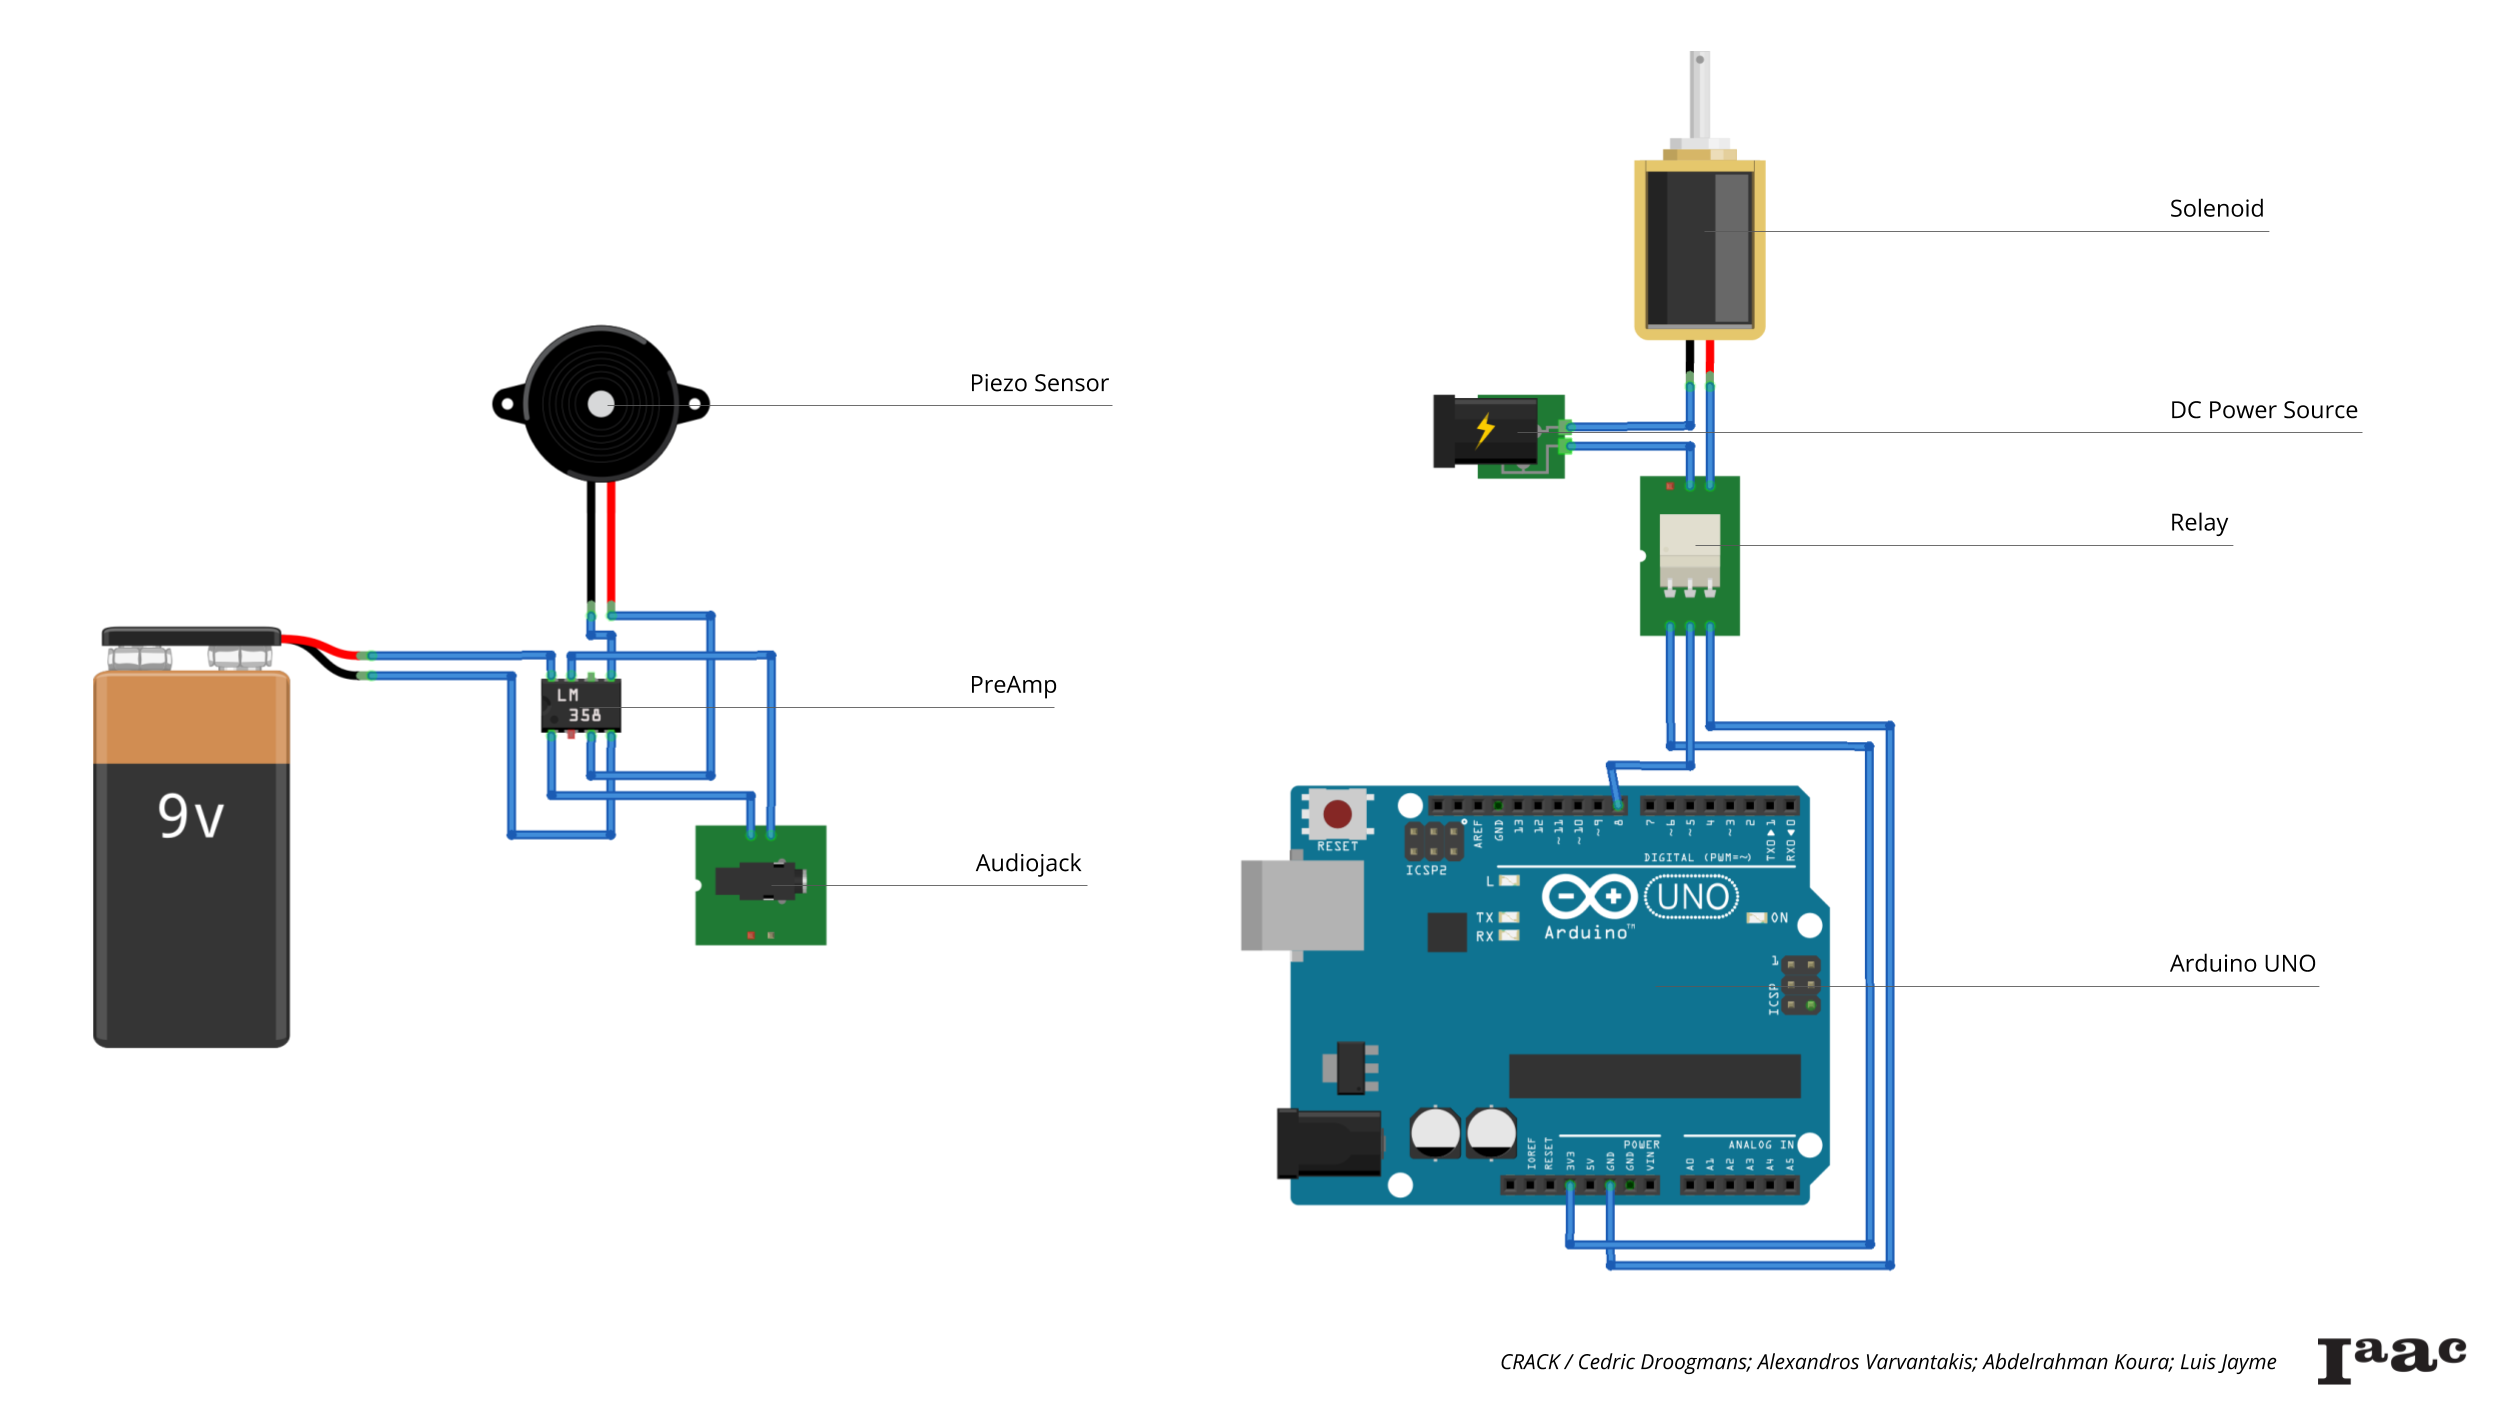 Solenoid
Piezo Sensor
DC Power Source
Relay
PreAmp
LM
358
9v
Audiojack
Arduino UNO
RESET
ICSP2
AREF
GND
13
12
~11
~10
~9
8
7
~6
~5
4
~3
2
TXD▶1
RXD◀0
DIGITAL (PWM=~)
L
TX
RX
Arduino™
UNO
ON
1
ICSP
IOREF
RESET
3V3
5V
GND
GND
VIN
POWER
ANALOG IN
A0
A1
A2
A3
A4
A5
CRACK / Cedric Droogmans; Alexandros Varvantakis; Abdelrahman Koura; Luis Jayme
Iaac